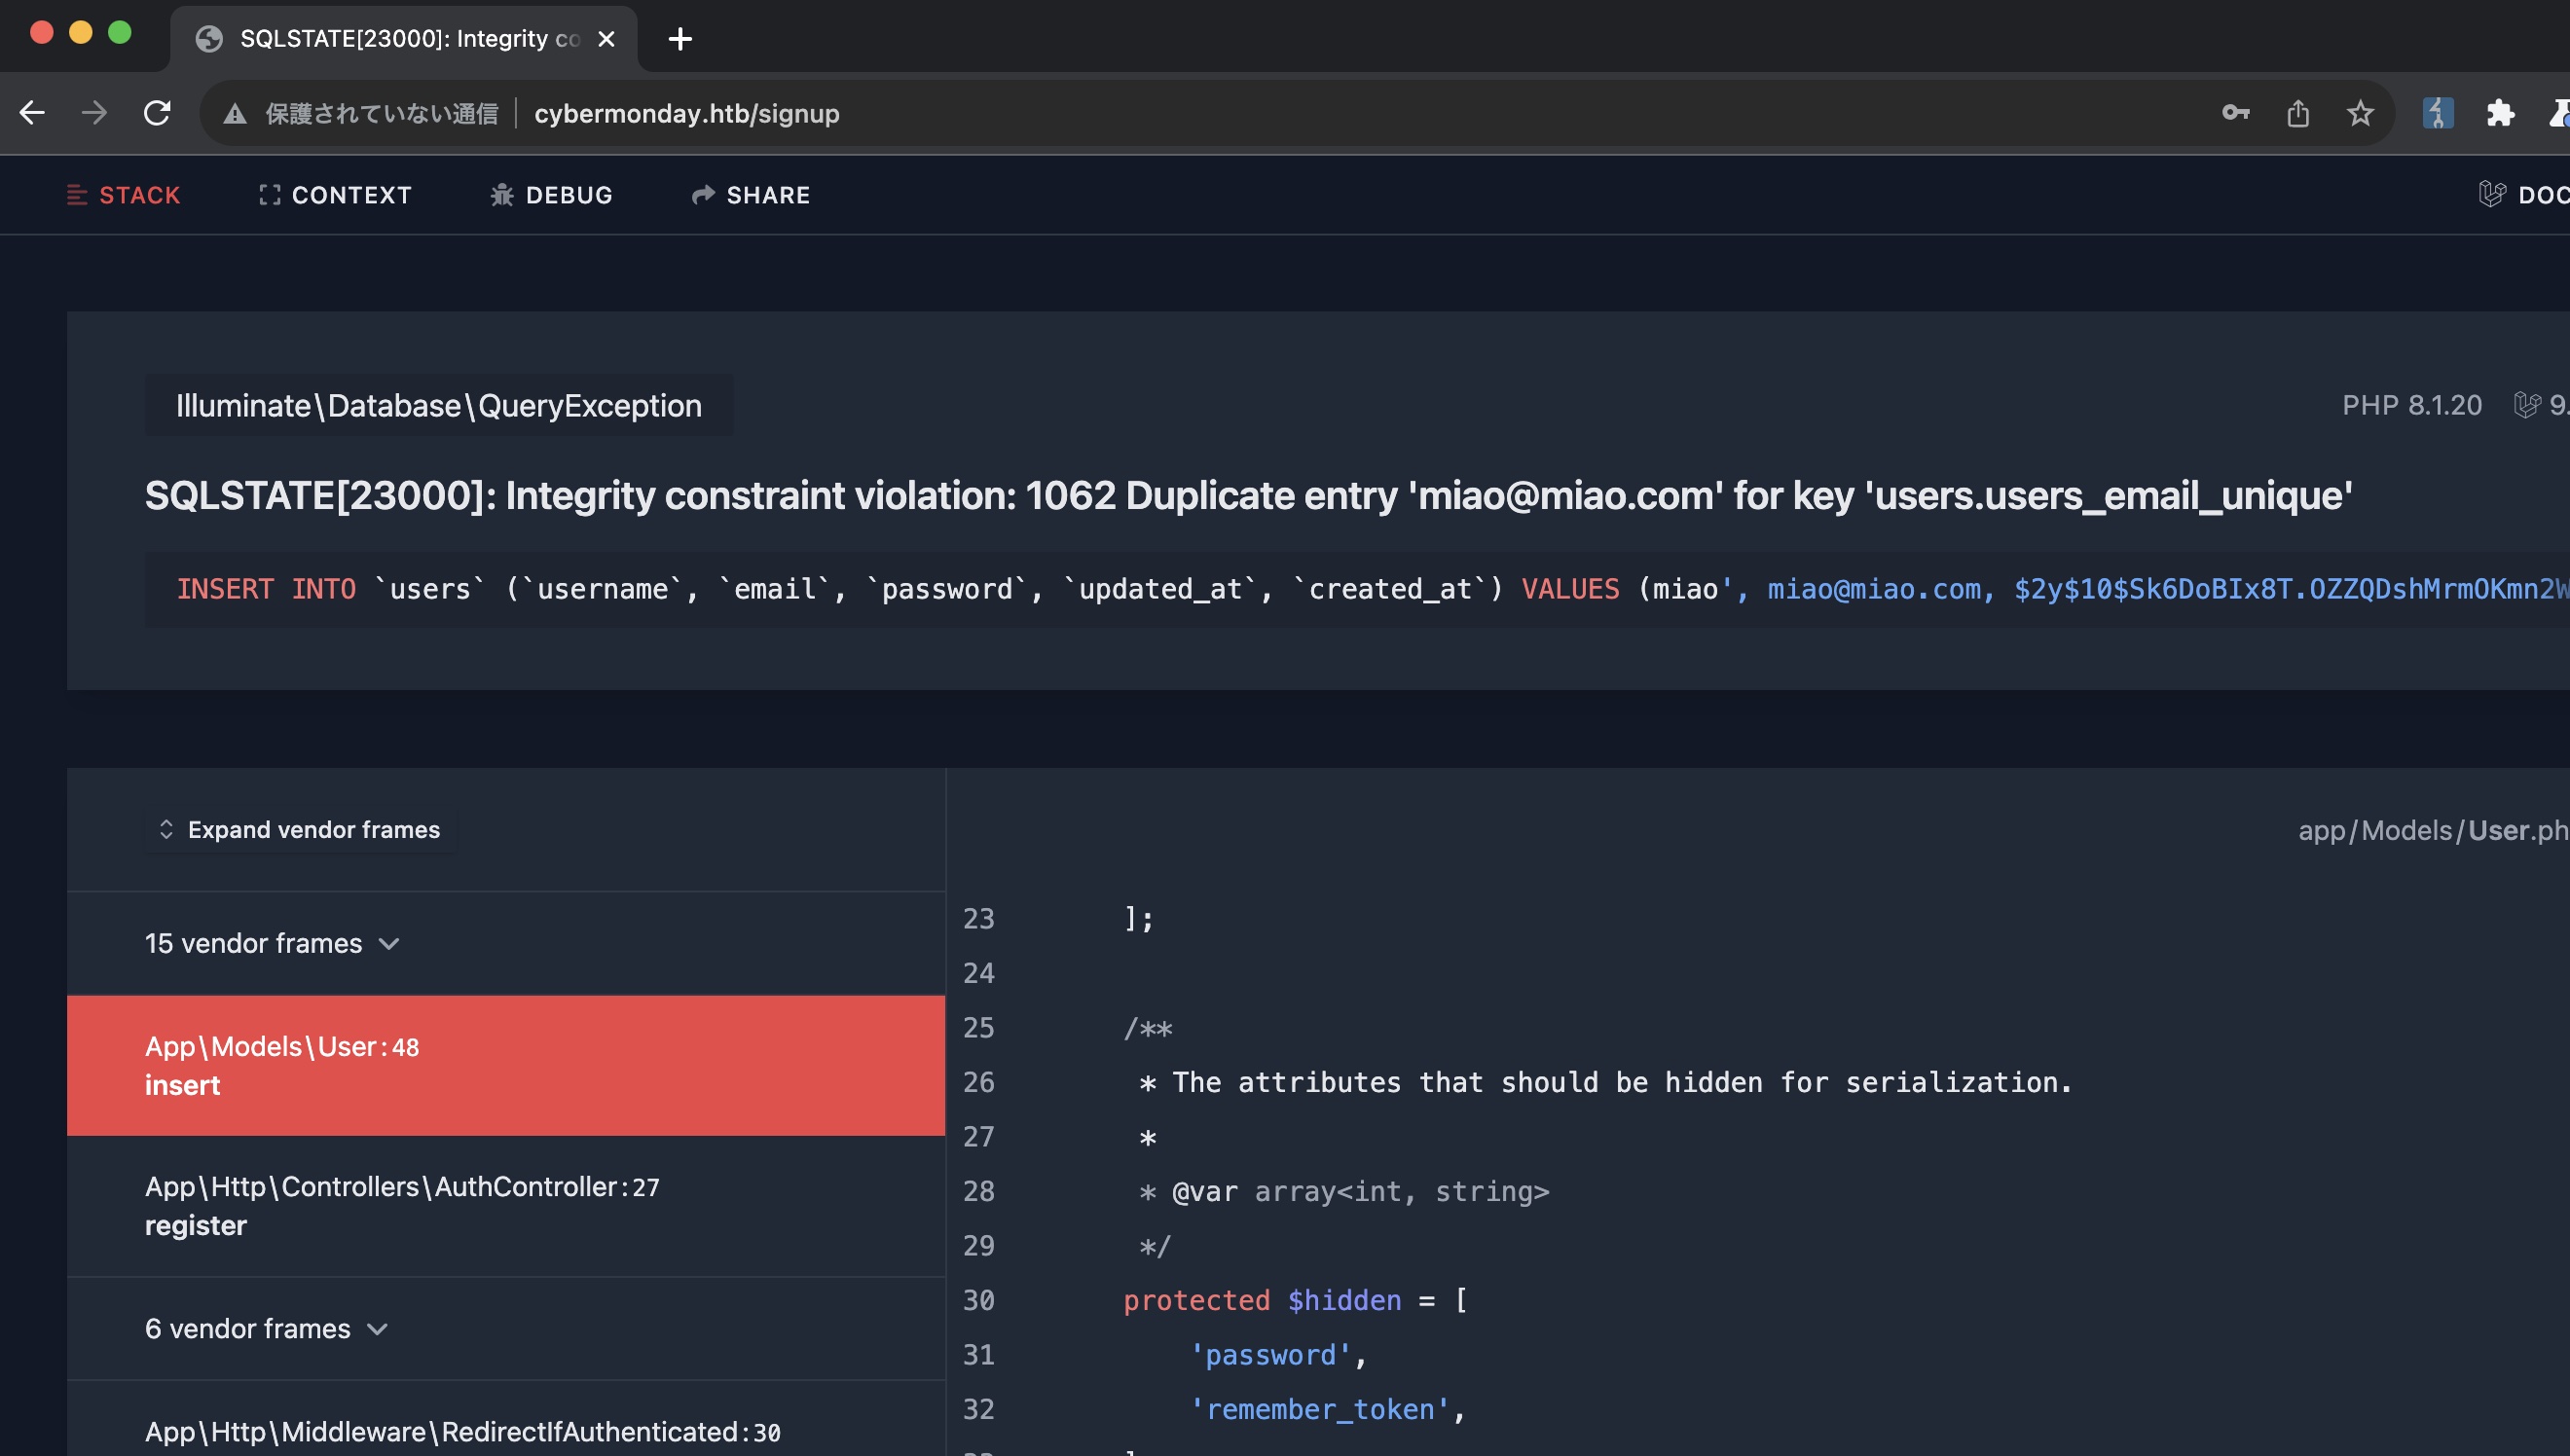 SQLSTATE[23000]: Integrity co
保護されていない通信 cybermonday.htb/signup
STACK CONTEXT DEBUG SHARE
Illuminate\Database\QueryException PHP 8.1.20 9.
SQLSTATE[23000]: Integrity constraint violation: 1062 Duplicate entry 'miao@miao.com' for key 'users.users_email_unique'
INSERT INTO `users` (`username`, `email`, `password`, `updated_at`, `created_at`) VALUES (miao', miao@miao.com, $2y$10$Sk6DoBIx8T.OZZQDshMrmOKmn2W
Expand vendor frames
15 vendor frames
App\Models\User:48
insert
App\Http\Controllers\AuthController:27
register
6 vendor frames
App\Http\Middleware\RedirectIfAuthenticated:30
app/Models/User.ph
23 ];
24
25 /**
26 * The attributes that should be hidden for serialization.
27 *
28 * @var array<int, string>
29 */
30 protected $hidden = [
31 'password',
32 'remember_token',